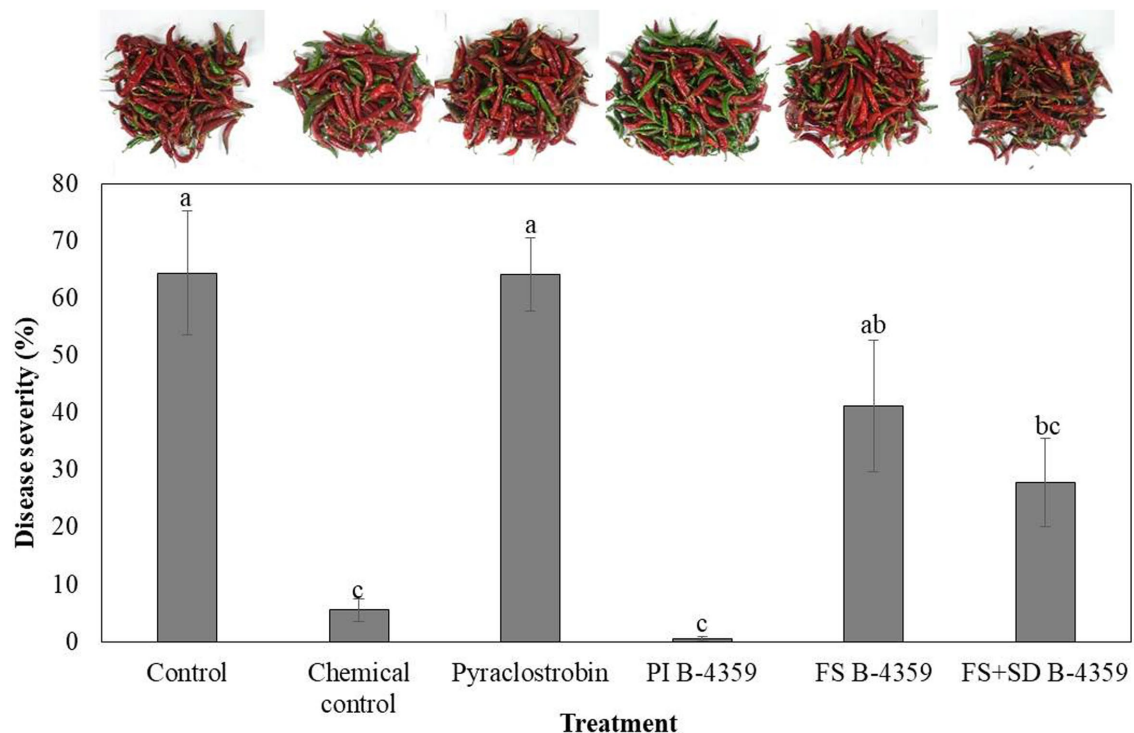 80
a
a
70
60
50
ab
40
bc
30
20
10
c
c
0
Disease severity (%)
Control
Chemical
control
Pyraclostrobin
PI B-4359
FS B-4359
FS+SD B-4359
Treatment